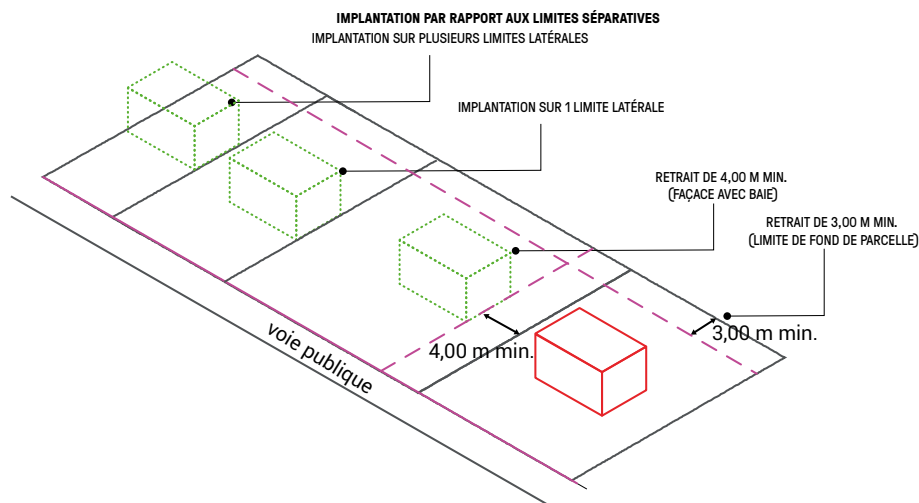 IMPLANTATION PAR RAPPORT AUX LIMITES SÉPARATIVES
IMPLANTATION SUR PLUSIEURS LIMITES LATÉRALES
IMPLANTATION SUR 1 LIMITE LATÉRALE
RETRAIT DE 4,00 M MIN.
(FAÇACE AVEC BAIE)
RETRAIT DE 3,00 M MIN.
(LIMITE DE FOND DE PARCELLE)
3,00 m min.
4,00 m min.
voie publique